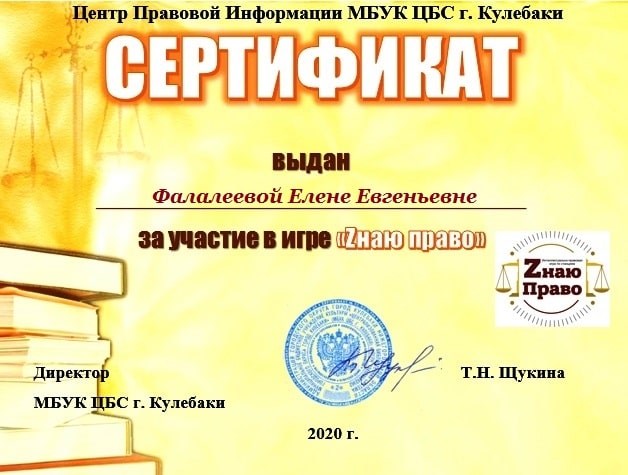 Центр Правовой Информации МБУК ЦБС г. Кулебаки
СЕРТИФИКАТ
выдан
Фалалеевой Елене Евгеньевне
за участие в игре «Zнаю право»
Zнаю
Право
Директор
Т.Н. Щукина
МБУК ЦБС г. Кулебаки
2020 г.